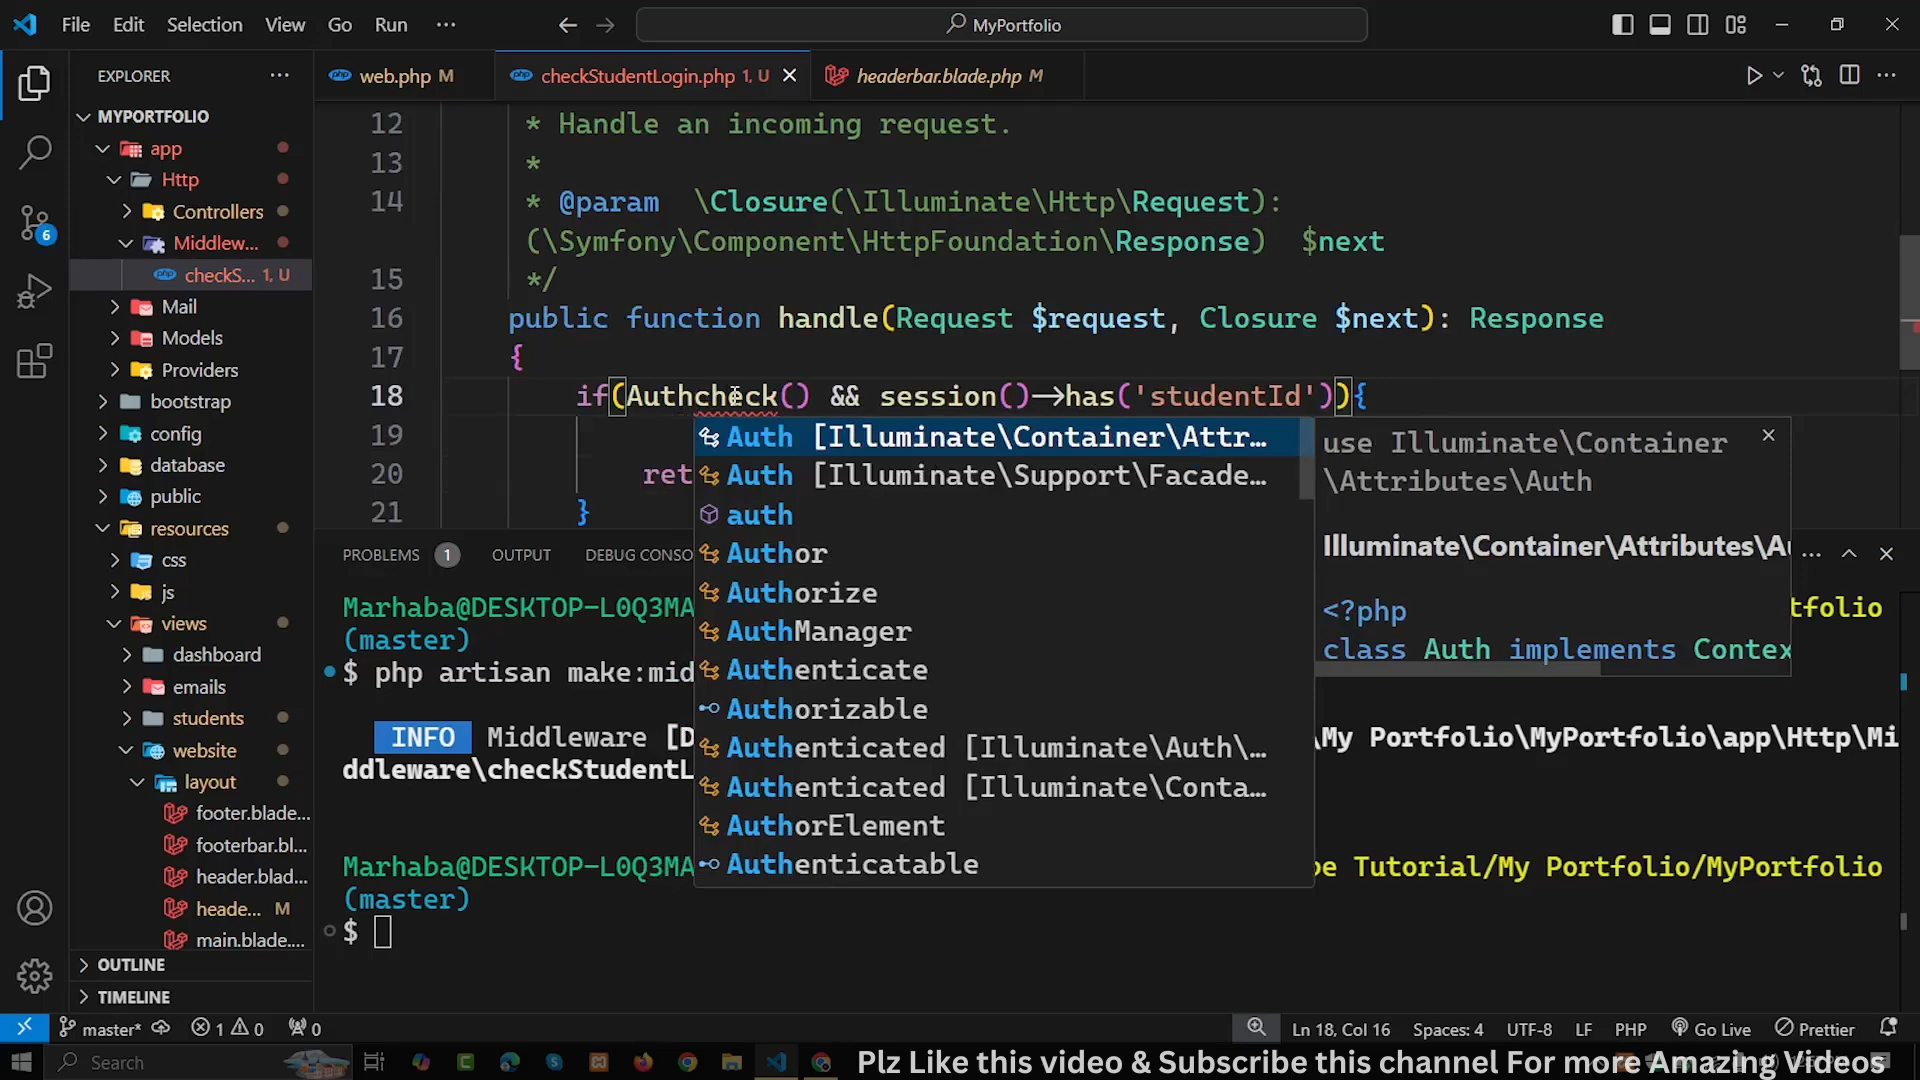 File Edit Selection View Go Run ···
MyPortfolio
EXPLORER ···
web.php M
checkStudentLogin.php 1, U
headerbar.blade.php M
MYPORTFOLIO
app
Http
Controllers
Middlew...
checkS... 1, U
Mail
Models
Providers
bootstrap
config
database
public
resources
css
js
views
dashboard
emails
students
website
layout
footer.blade...
footerbar.bl...
header.blad...
heade... M
main.blade....
OUTLINE
TIMELINE
6
12 * Handle an incoming request.
13 *
14 * @param \Closure(\Illuminate\Http\Request):
(\Symfony\Component\HttpFoundation\Response) $next
15 */
16 public function handle(Request $request, Closure $next): Response
17 {
18 if(Authcheck() && session()->has('studentId')){
19
20 ret
21 }
Auth [Illuminate\Container\Attr...
Auth [Illuminate\Support\Facade...
auth
Author
Authorize
AuthManager
Authenticate
Authorizable
Authenticated [Illuminate\Auth\...
Authenticated [Illuminate\Conta...
AuthorElement
Authenticatable
use Illuminate\Container
\Attributes\Auth
Illuminate\Container\Attributes\Au
<?php
class Auth implements Contex
PROBLEMS 1 OUTPUT DEBUG CONSO
Marhaba@DESKTOP-L0Q3MA tfolio
(master)
$ php artisan make:mid
INFO Middleware [D \My Portfolio\MyPortfolio\app\Http\Mi
ddleware\checkStudentL
Marhaba@DESKTOP-L0Q3MA pe Tutorial/My Portfolio/MyPortfolio
(master)
$
master* 1 0 0 Ln 18, Col 16 Spaces: 4 UTF-8 LF PHP Go Live Prettier
Search
Plz Like this video & Subscribe this channel For more Amazing Videos